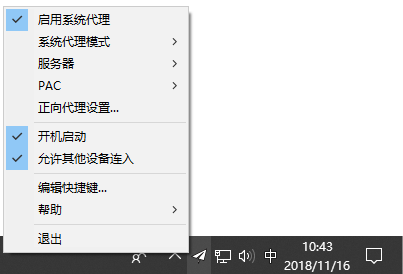 启用系统代理
系统代理模式
服务器
PAC
正向代理设置...
开机启动
允许其他设备连入
编辑快捷键...
帮助
退出
中
10:43
2018/11/16